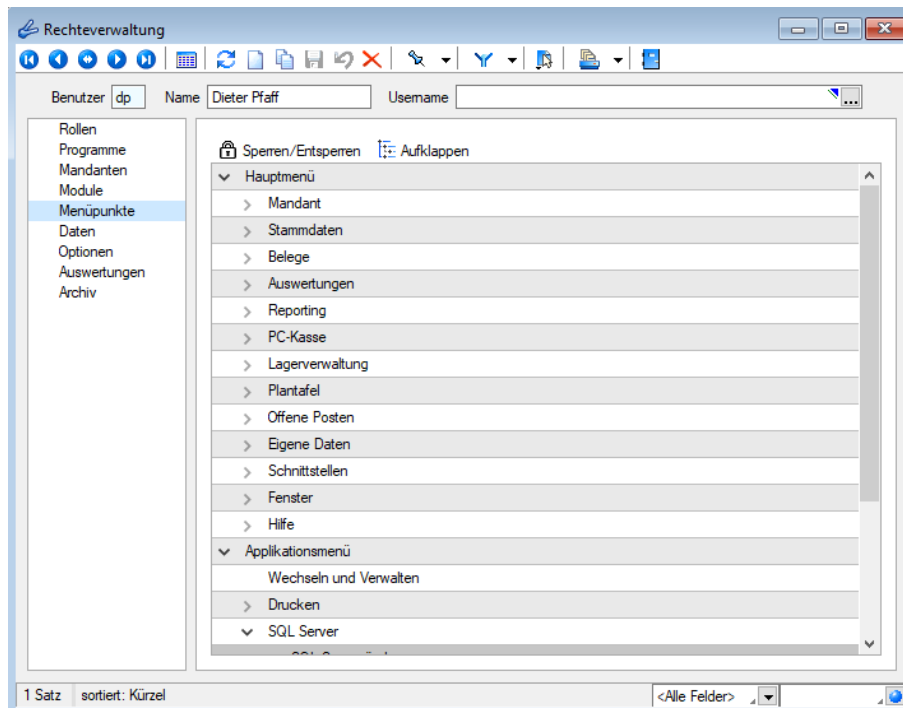 Rechteverwaltung
Benutzer dp Name Dieter Pfaff Username ...
Rollen
Programme
Mandanten
Module
Menüpunkte
Daten
Optionen
Auswertungen
Archiv
Sperren/Entsperren Aufklappen
Hauptmenü
Mandant
Stammdaten
Belege
Auswertungen
Reporting
PC-Kasse
Lagerverwaltung
Plantafel
Offene Posten
Eigene Daten
Schnittstellen
Fenster
Hilfe
Applikationsmenü
Wechseln und Verwalten
Drucken
SQL Server
1 Satz sortiert: Kürzel <Alle Felder>